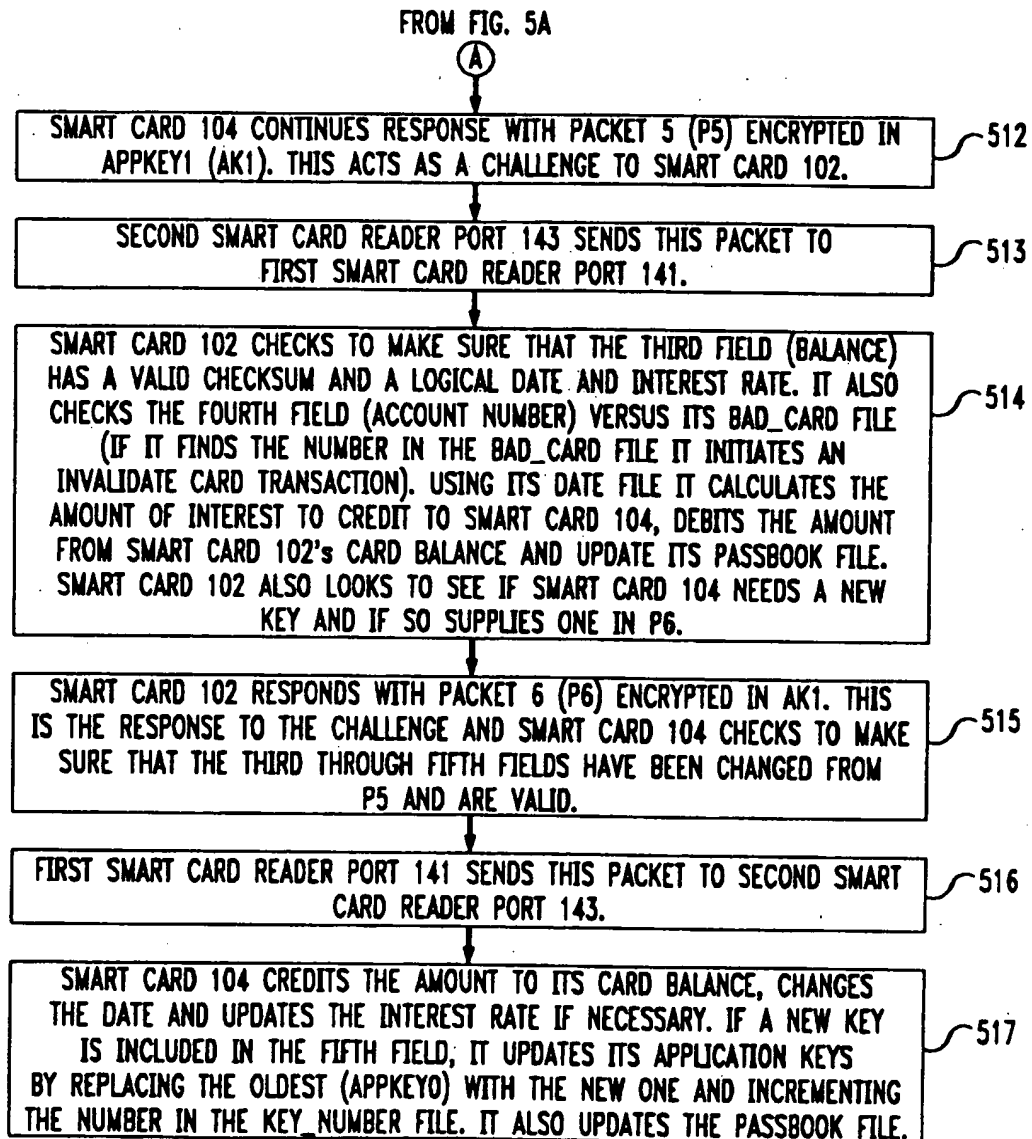 FROM FIG. 5A
A
SMART CARD 104 CONTINUES RESPONSE WITH PACKET 5 (P5) ENCRYPTED IN
APPKEY1 (AK1). THIS ACTS AS A CHALLENGE TO SMART CARD 102.
512
SECOND SMART CARD READER PORT 143 SENDS THIS PACKET TO
FIRST SMART CARD READER PORT 141.
513
SMART CARD 102 CHECKS TO MAKE SURE THAT THE THIRD FIELD (BALANCE)
HAS A VALID CHECKSUM AND A LOGICAL DATE AND INTEREST RATE. IT ALSO
CHECKS THE FOURTH FIELD (ACCOUNT NUMBER) VERSUS ITS BAD_CARD FILE
(IF IT FINDS THE NUMBER IN THE BAD_CARD FILE IT INITIATES AN
INVALIDATE CARD TRANSACTION). USING ITS DATE FILE IT CALCULATES THE
AMOUNT OF INTEREST TO CREDIT TO SMART CARD 104, DEBITS THE AMOUNT
FROM SMART CARD 102's CARD BALANCE AND UPDATE ITS PASSBOOK FILE.
SMART CARD 102 ALSO LOOKS TO SEE IF SMART CARD 104 NEEDS A NEW
KEY AND IF SO SUPPLIES ONE IN P6.
514
SMART CARD 102 RESPONDS WITH PACKET 6 (P6) ENCRYPTED IN AK1. THIS
IS THE RESPONSE TO THE CHALLENGE AND SMART CARD 104 CHECKS TO MAKE
SURE THAT THE THIRD THROUGH FIFTH FIELDS HAVE BEEN CHANGED FROM
P5 AND ARE VALID.
515
FIRST SMART CARD READER PORT 141 SENDS THIS PACKET TO SECOND SMART
CARD READER PORT 143.
516
SMART CARD 104 CREDITS THE AMOUNT TO ITS CARD BALANCE, CHANGES
THE DATE AND UPDATES THE INTEREST RATE IF NECESSARY. IF A NEW KEY
IS INCLUDED IN THE FIFTH FIELD, IT UPDATES ITS APPLICATION KEYS
BY REPLACING THE OLDEST (APPKEY0) WITH THE NEW ONE AND INCREMENTING
THE NUMBER IN THE KEY_NUMBER FILE. IT ALSO UPDATES THE PASSBOOK FILE.
517